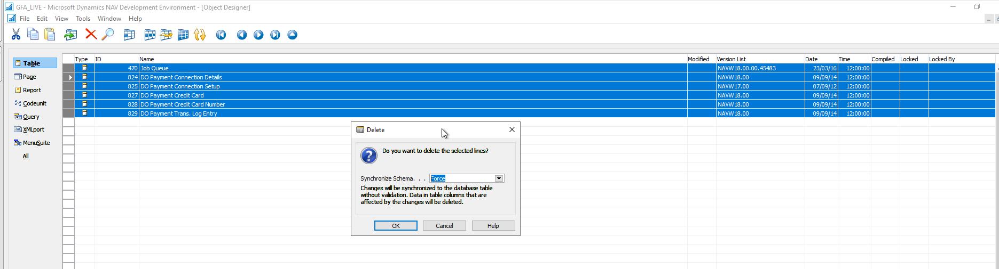 GFA_LIVE - Microsoft Dynamics NAV Development Environment - [Object Designer]
File Edit View Tools Window Help
Type ID Name Modified Version List Date Time Compiled Locked Locked By
Table
Page
Report
Codeunit
Query
XMLport
MenuSuite
All
470 Job Queue NAVW18.00.00.45483 23/03/16 12:00:00
824 DO Payment Connection Details NAVW18.00 09/09/14 12:00:00
825 DO Payment Connection Setup NAVW17.00 07/09/12 12:00:00
827 DO Payment Credit Card NAVW18.00 09/09/14 12:00:00
828 DO Payment Credit Card Number NAVW18.00 09/09/14 12:00:00
829 DO Payment Trans. Log Entry NAVW18.00 09/09/14 12:00:00
Delete
Do you want to delete the selected lines?
Synchronize Schema. . . Force
Changes will be synchronized to the database table
without validation. Data in table columns that are
affected by the changes will be deleted.
OK Cancel Help